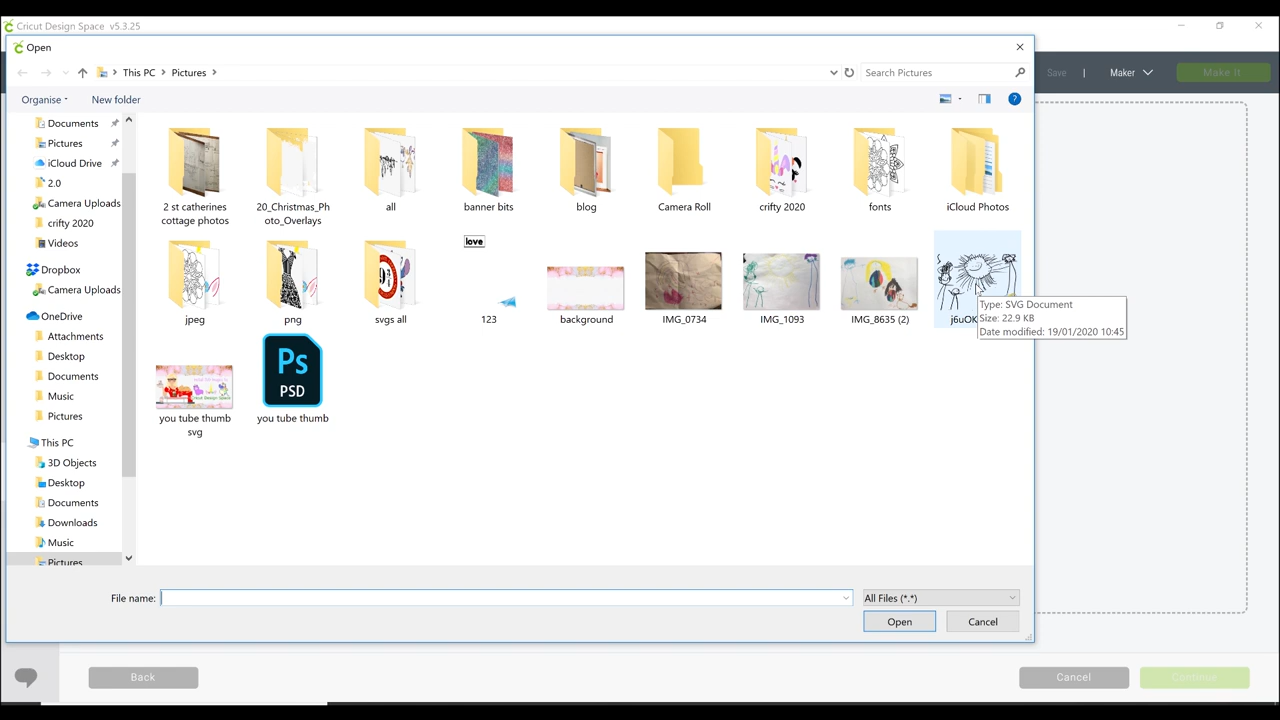 Cricut Design Space v5.3.25
Open
This PC
Pictures
Search Pictures
Save
|
Maker
Make It
Organise
New folder
Documents
Pictures
iCloud Drive
2.0
Camera Uploads
crifty 2020
Videos
Dropbox
Camera Uploads
OneDrive
Attachments
Desktop
Documents
Music
Pictures
This PC
3D Objects
Desktop
Documents
Downloads
Music
Pictures
2 st catherines
cottage photos
20_Christmas_Ph
oto_Overlays
all
banner bits
blog
Camera Roll
crifty 2020
fonts
iCloud Photos
jpeg
png
svgs all
love
123
background
IMG_0734
IMG_1093
IMG_8635 (2)
Type: SVG Document
Size: 22.9 KB
Date modified: 19/01/2020 10:45
you tube thumb
svg
Ps
PSD
you tube thumb
File name:
All Files (*.*)
Open
Cancel
Back
Cancel
Continue